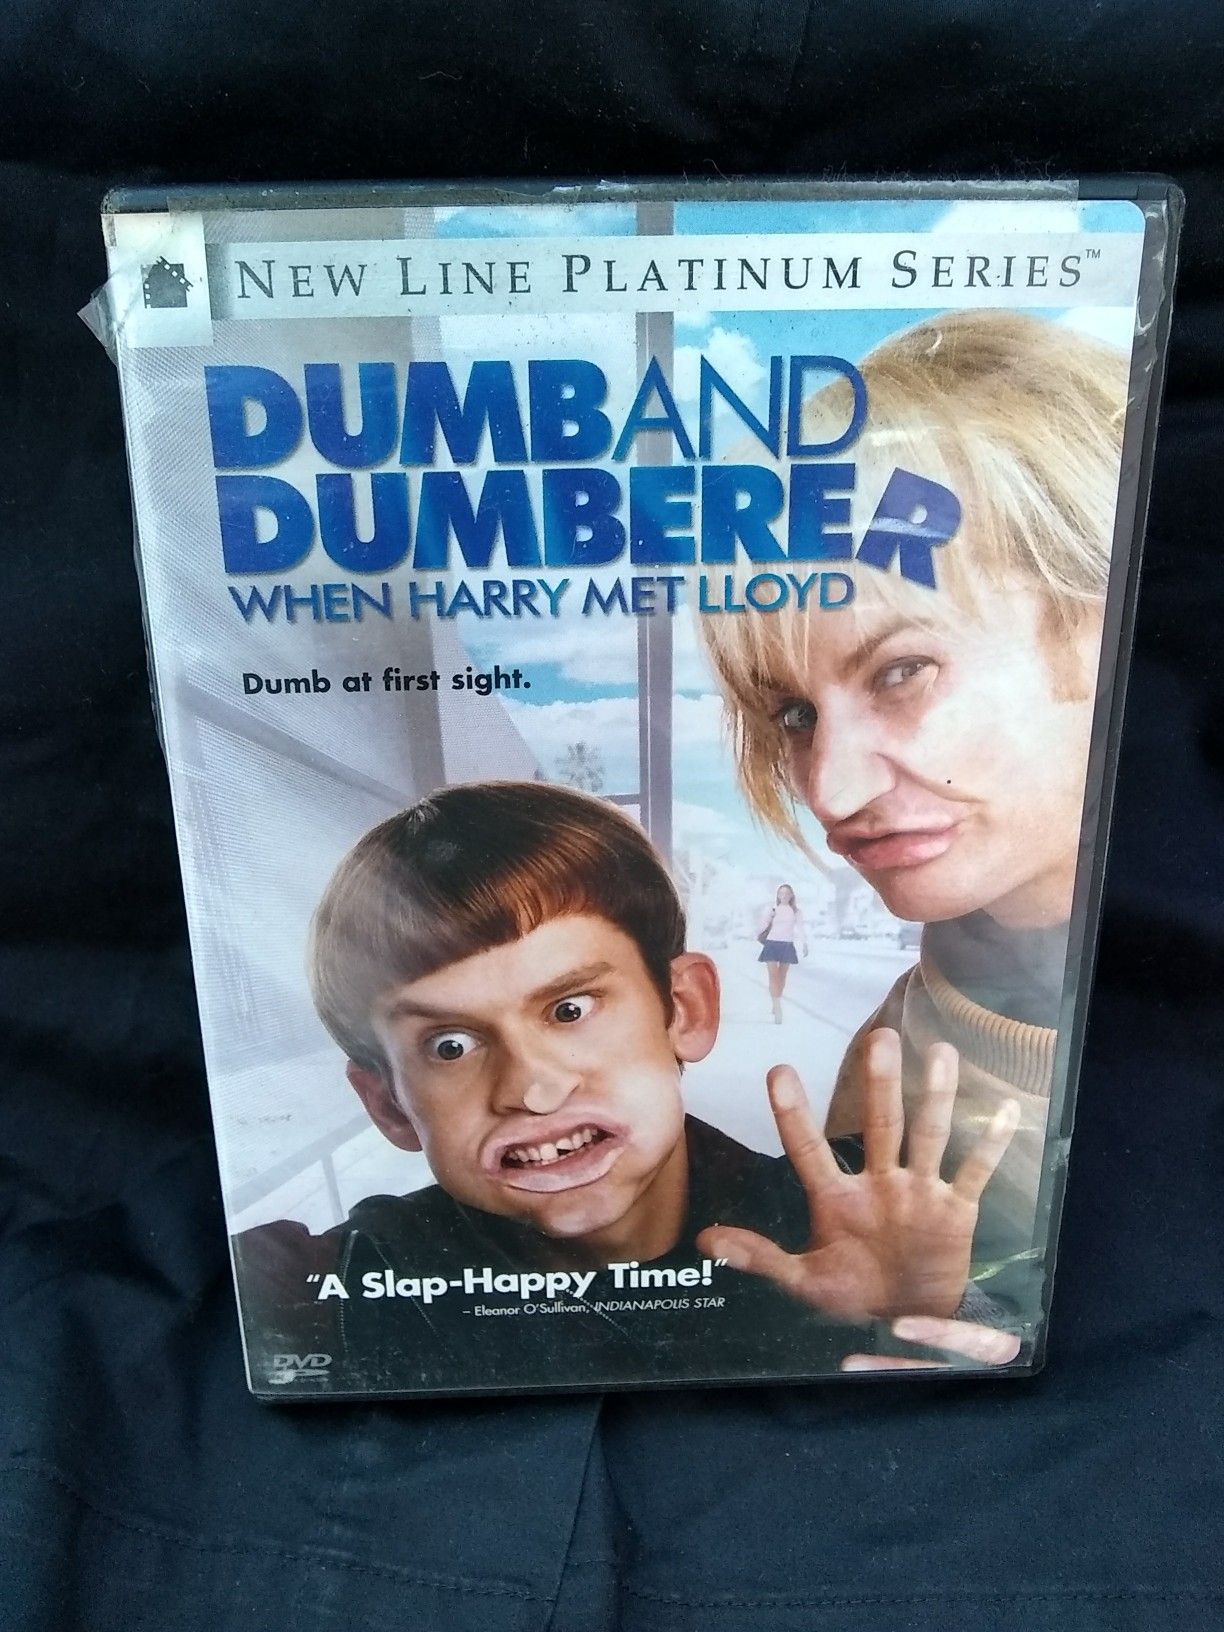 NEW LINE PLATINUM SERIES™
DUMB AND
DUMBERER
WHEN HARRY MET LLOYD
Dumb at first sight.
"A Slap-Happy Time!"
– Eleanor O'Sullivan, INDIANAPOLIS STAR
DVD